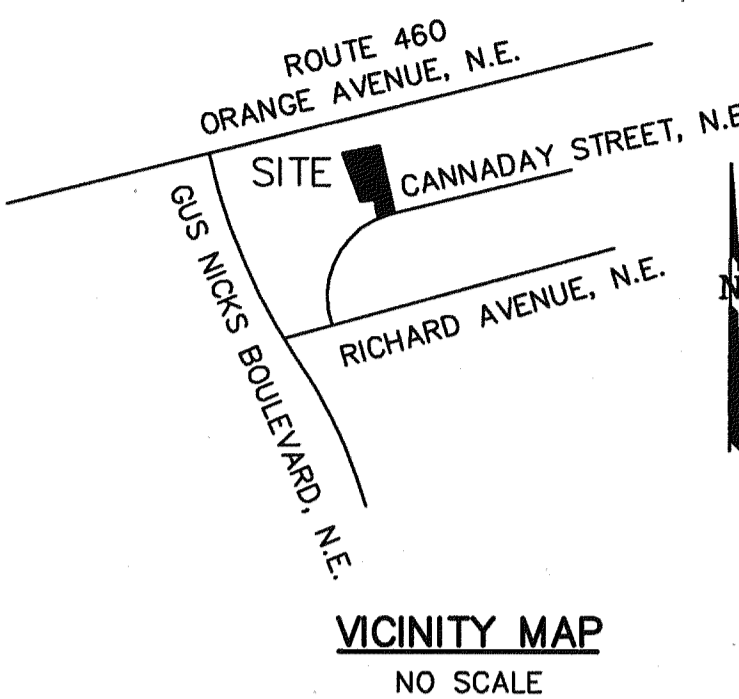 ROUTE 460
ORANGE AVENUE, N.E.
SITE
CANNADAY STREET, N.E
GUS NICKS BOULEVARD, N.E.
RICHARD AVENUE, N.E.
N
VICINITY MAP
NO SCALE